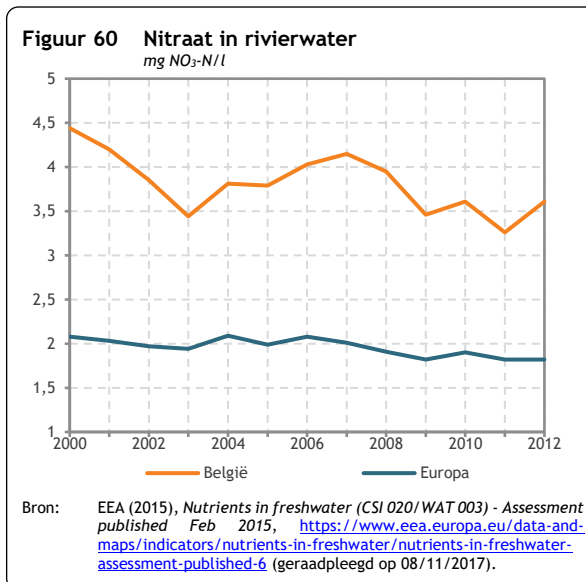 Figuur 60 Nitraat in rivierwater
mg NO₃-N/l
5
4,5
4
3,5
3
2,5
2
1,5
1
2000 2002 2004 2006 2008 2010 2012
België Europa
Bron: EEA (2015), Nutrients in freshwater (CSI 020/WAT 003) - Assessment
published Feb 2015, https://www.eea.europa.eu/data-and-
maps/indicators/nutrients-in-freshwater/nutrients-in-freshwater-
assessment-published-6 (geraadpleegd op 08/11/2017).